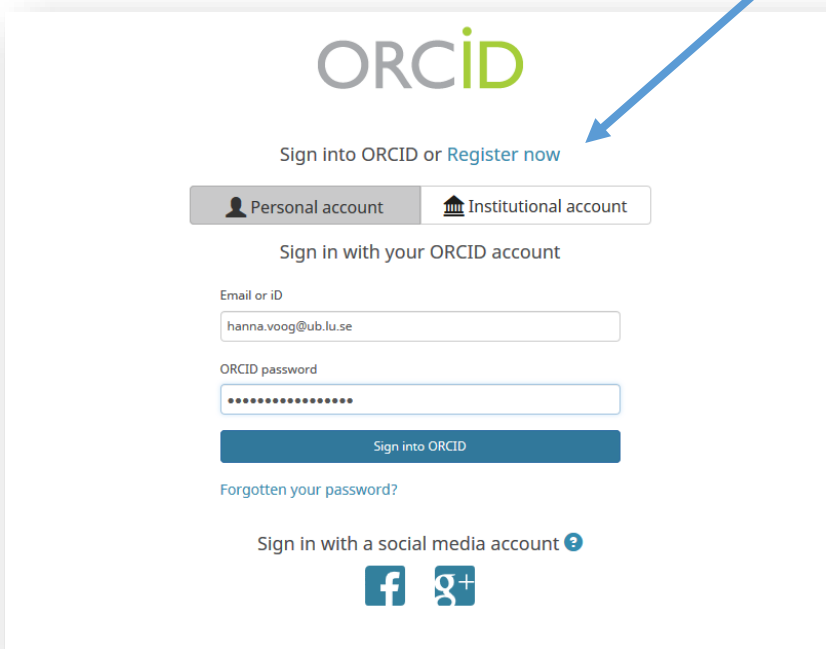 ORCiD
Sign into ORCID or Register now
Personal account Institutional account
Sign in with your ORCID account
Email or iD
hanna.voog@ub.lu.se
ORCID password
•••••••••••••••••
Sign into ORCID
Forgotten your password?
Sign in with a social media account ?
f g+